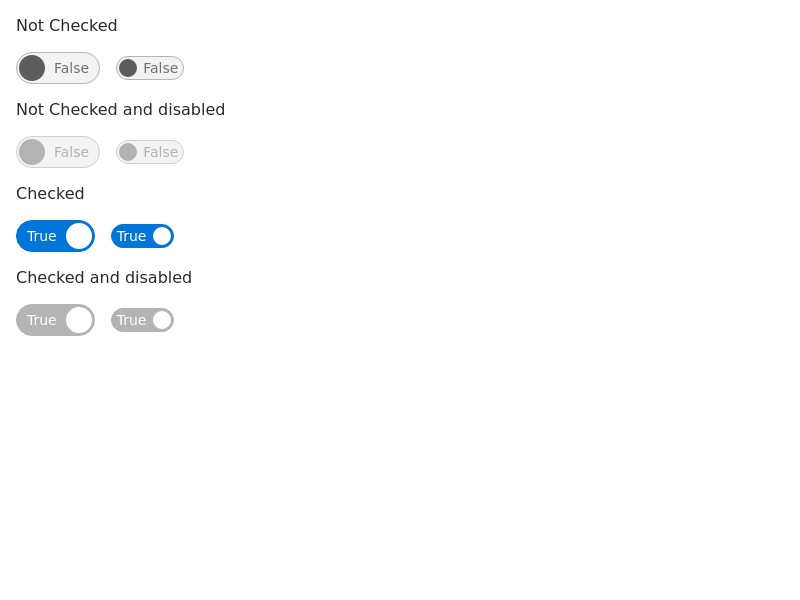 Not Checked
False False
Not Checked and disabled
False False
Checked
True True
Checked and disabled
True True